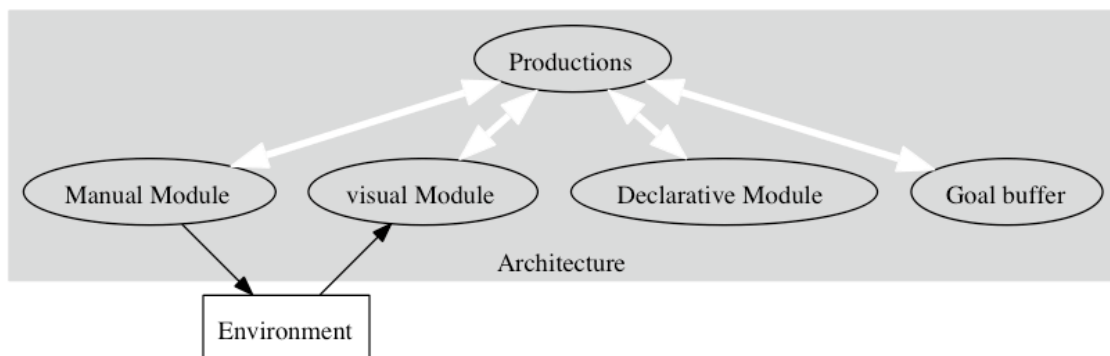 Productions
Manual Module
visual Module
Declarative Module
Goal buffer
Architecture
Environment